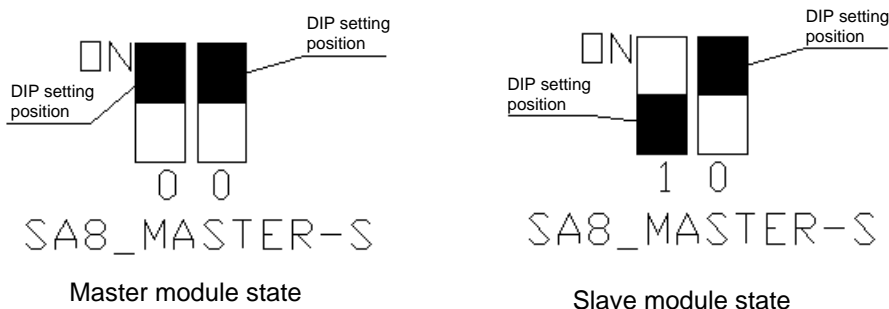 ON
DIP setting
position
DIP setting
position
0 0
SA8_MASTER-S
Master module state
ON
DIP setting
position
DIP setting
position
1 0
SA8_MASTER-S
Slave module state